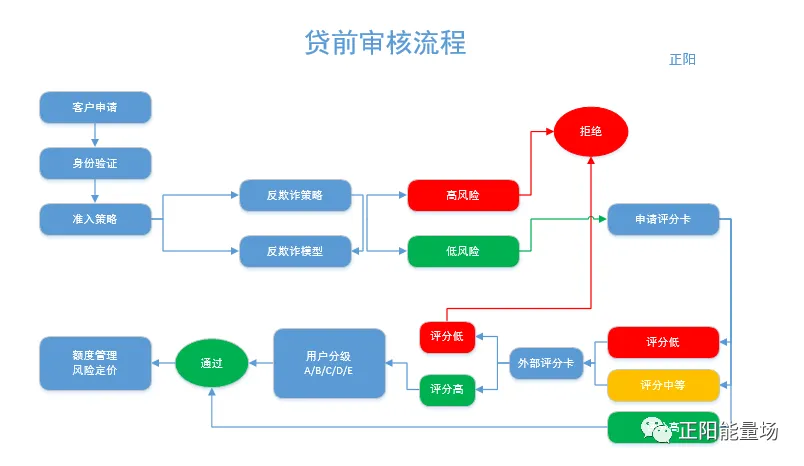 贷前审核流程
正阳
客户申请
身份验证
准入策略
反欺诈策略
反欺诈模型
高风险
低风险
拒绝
申请评分卡
评分低
评分中等
高
外部评分卡
评分低
评分高
用户分级
A/B/C/D/E
通过
额度管理
风险定价
正阳能量场